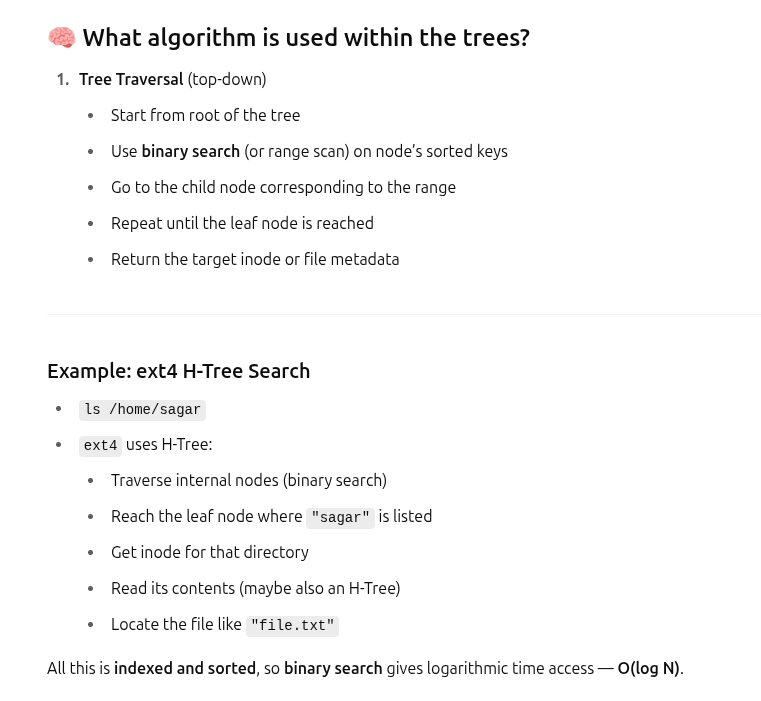 🧠 What algorithm is used within the trees?
1. Tree Traversal (top-down)
• Start from root of the tree
• Use binary search (or range scan) on node’s sorted keys
• Go to the child node corresponding to the range
• Repeat until the leaf node is reached
• Return the target inode or file metadata
Example: ext4 H-Tree Search
• ls /home/sagar
• ext4 uses H-Tree:
• Traverse internal nodes (binary search)
• Reach the leaf node where "sagar" is listed
• Get inode for that directory
• Read its contents (maybe also an H-Tree)
• Locate the file like "file.txt"
All this is indexed and sorted, so binary search gives logarithmic time access — O(log N).